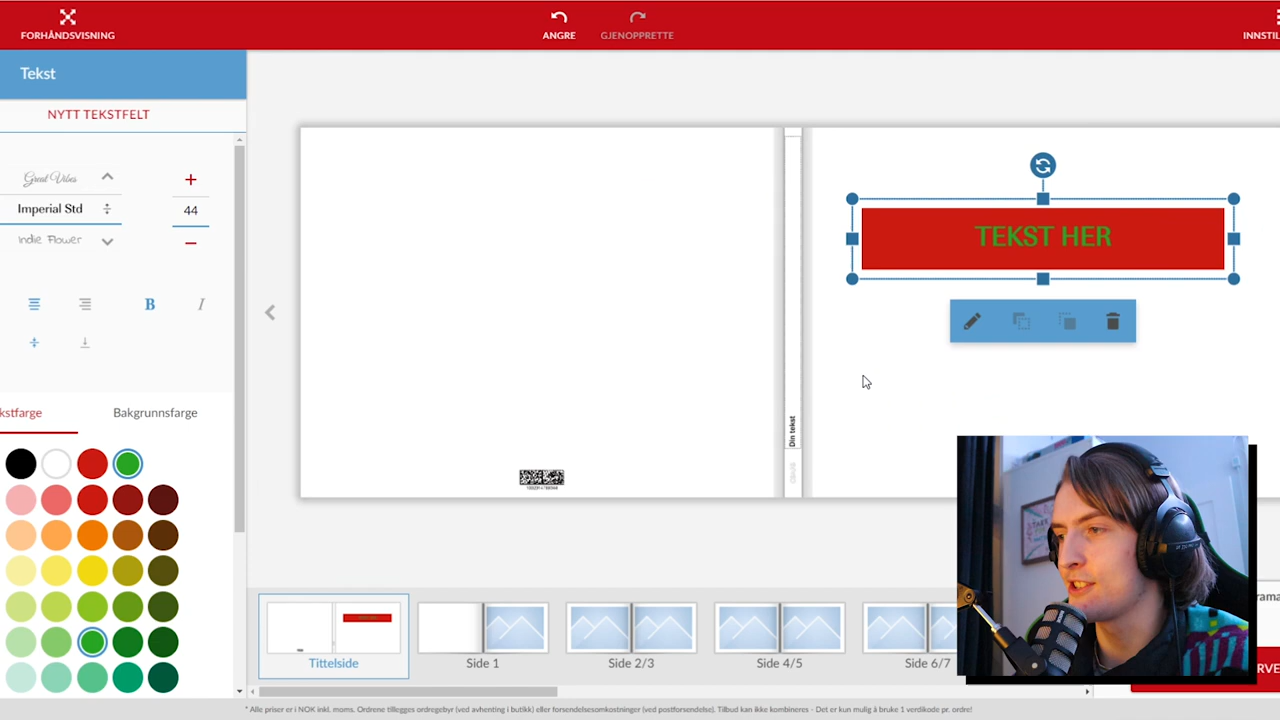 FORHÅNDSVISNING
ANGRE
GJENOPPRETTE
INNSTIL
Tekst
NYTT TEKSTFELT
Great Vibes
Imperial Std
44
Indie Flower
B
I
kstfarge
Bakgrunnsfarge
TEKST HER
Din tekst
Tittelside
Side 1
Side 2/3
Side 4/5
Side 6/7
rama
RVE
* Alle priser er i NOK inkl. moms. Ordrene tillegges ordregebyr (ved avhenting i butikk) eller forsendelsesomkostninger (ved postforsendelse). Tilbud kan ikke kombineres - Det er kun mulig å bruke 1 verdikode pr. ordre!